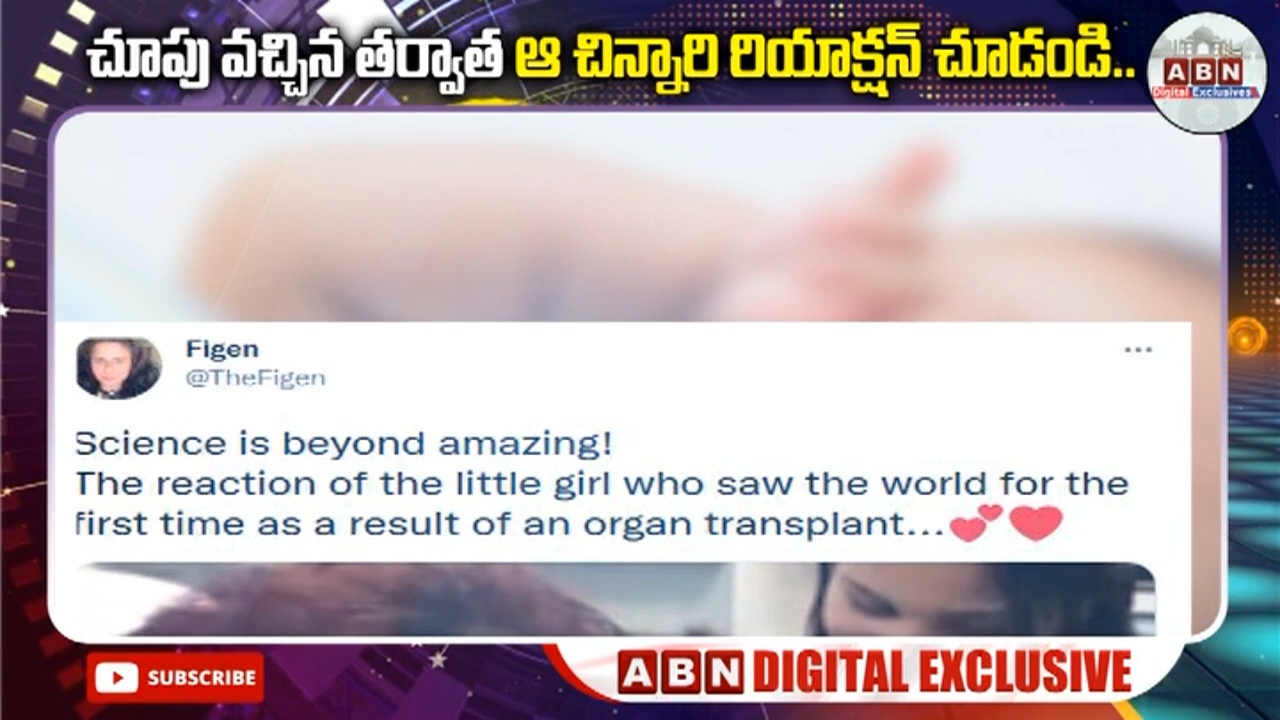 చూపు వచ్చిన తర్వాత ఆ చిన్నారి రియాక్షన్ చూడండి..
ABN
Digital Exclusives
Figen
@TheFigen
Science is beyond amazing!
The reaction of the little girl who saw the world for the
first time as a result of an organ transplant...💕❤
SUBSCRIBE
ABN DIGITAL EXCLUSIVE